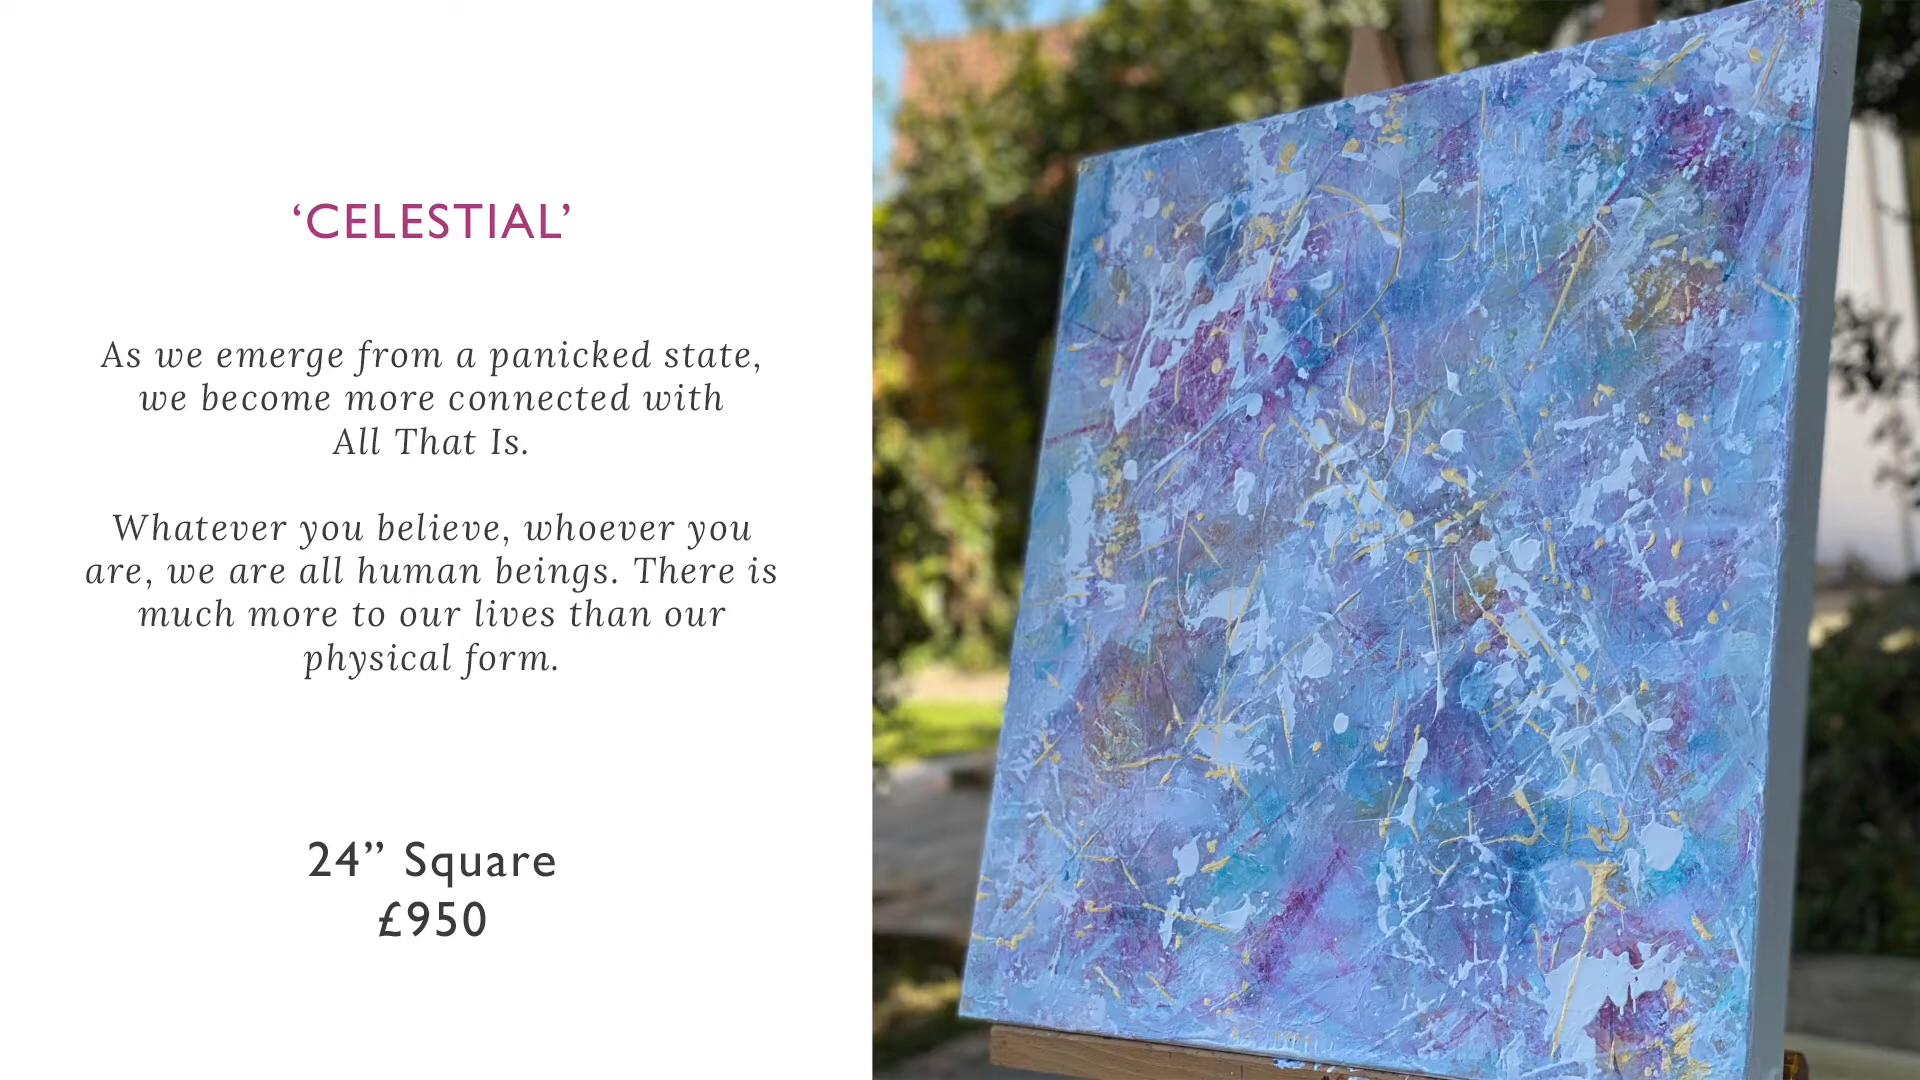 ‘CELESTIAL’
As we emerge from a panicked state,
we become more connected with
All That Is.
Whatever you believe, whoever you
are, we are all human beings. There is
much more to our lives than our
physical form.
24” Square
£950